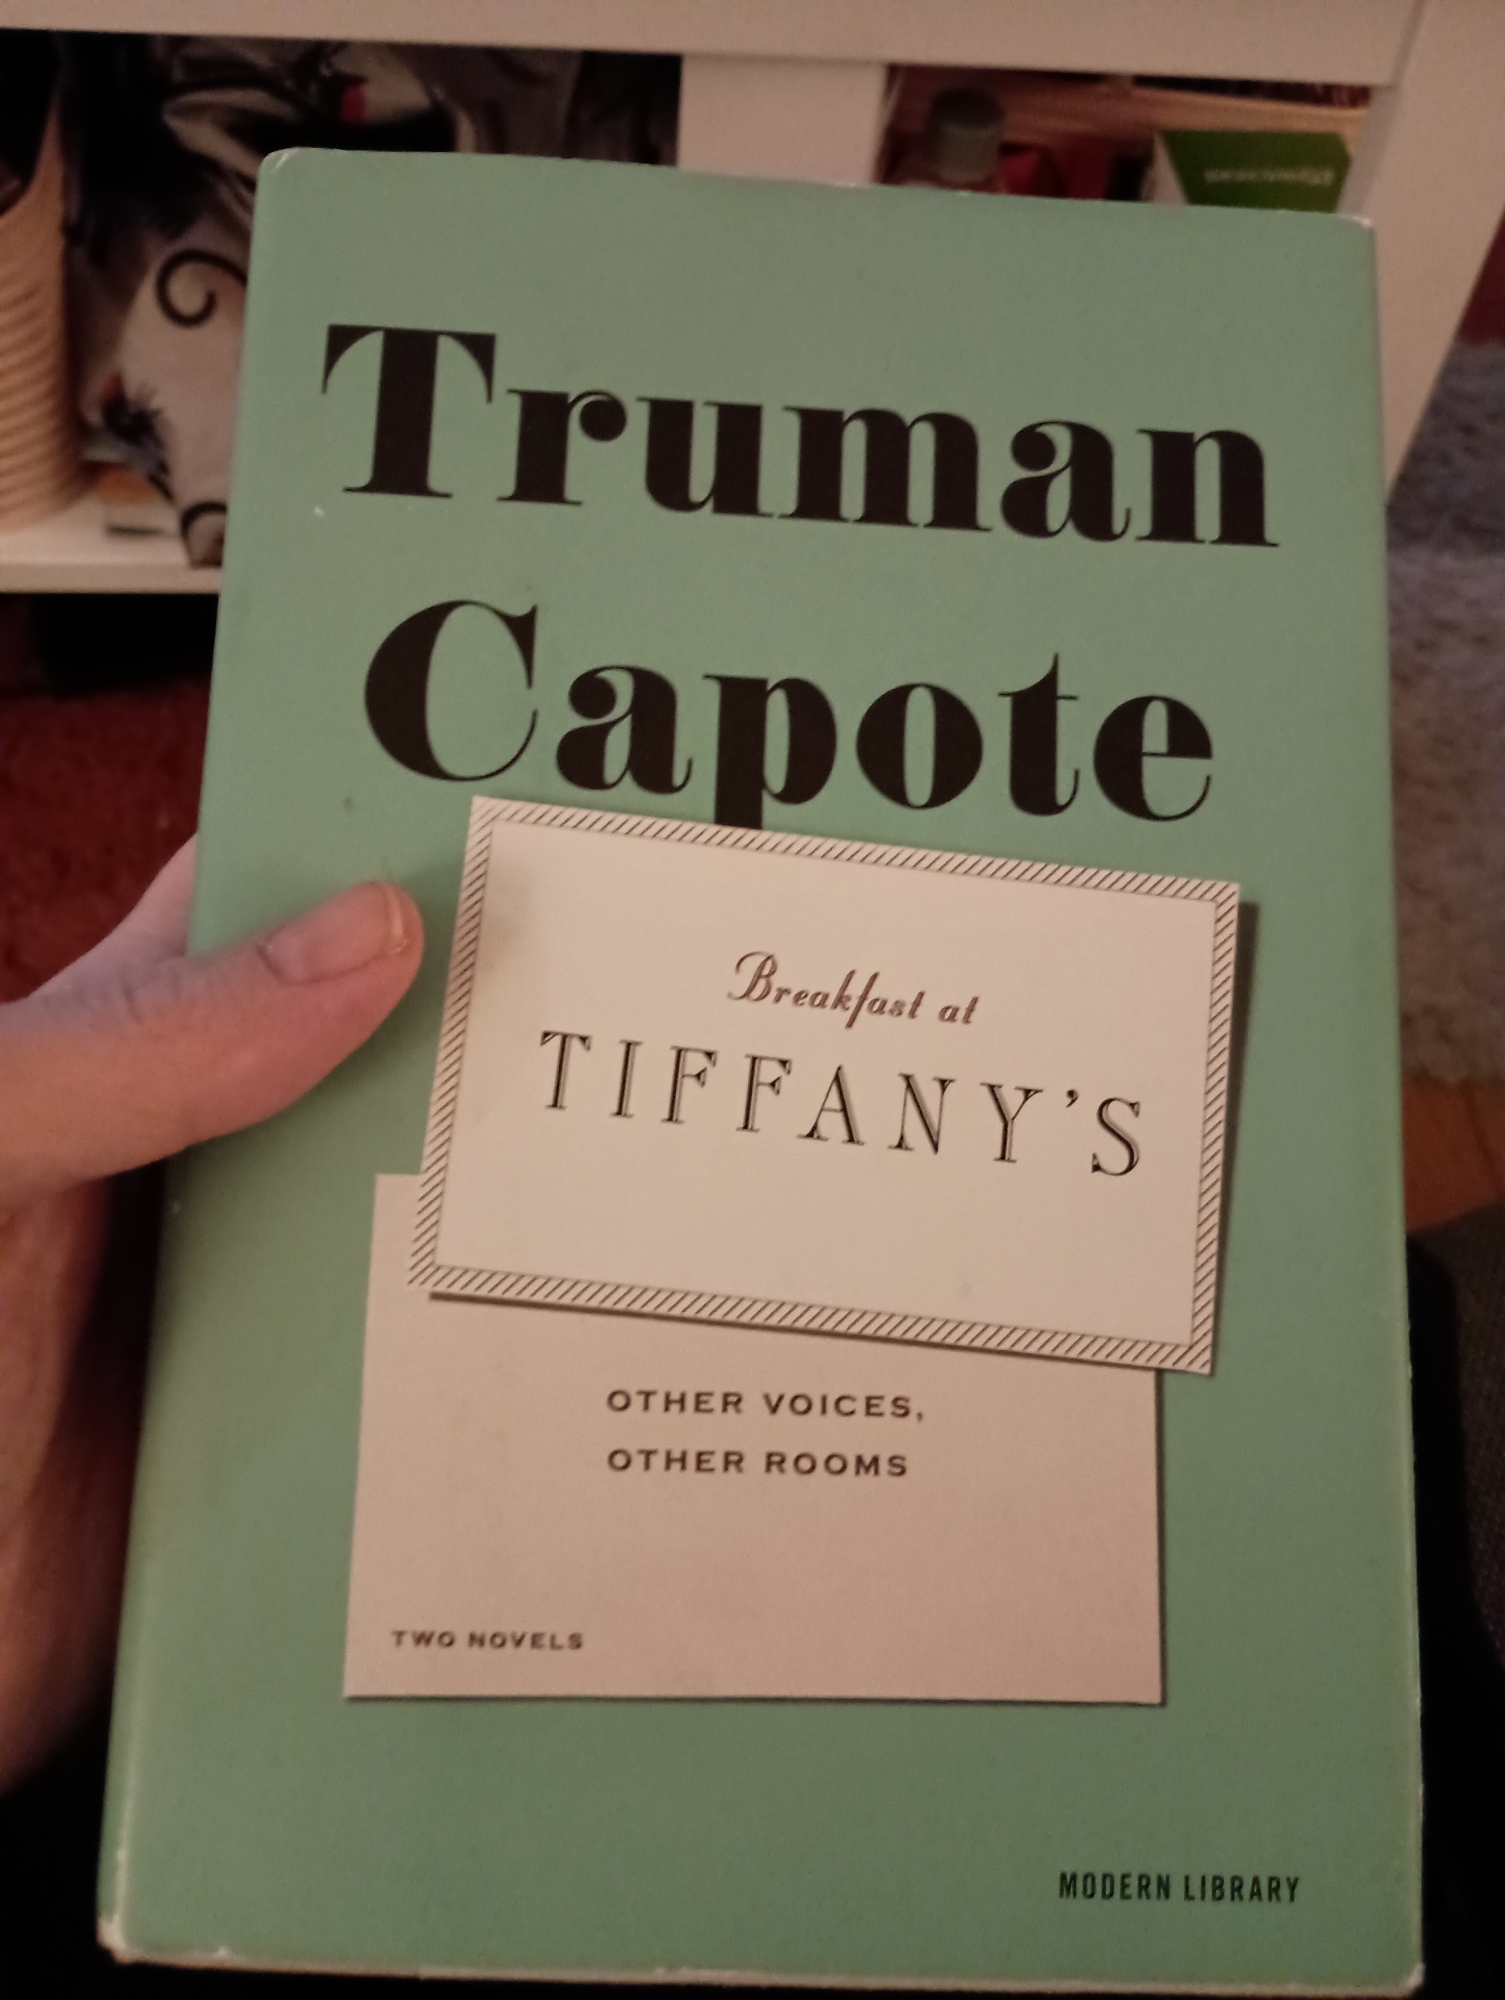 Truman
Capote
Breakfast at
TIFFANY'S
OTHER VOICES,
OTHER ROOMS
TWO NOVELS
MODERN LIBRARY